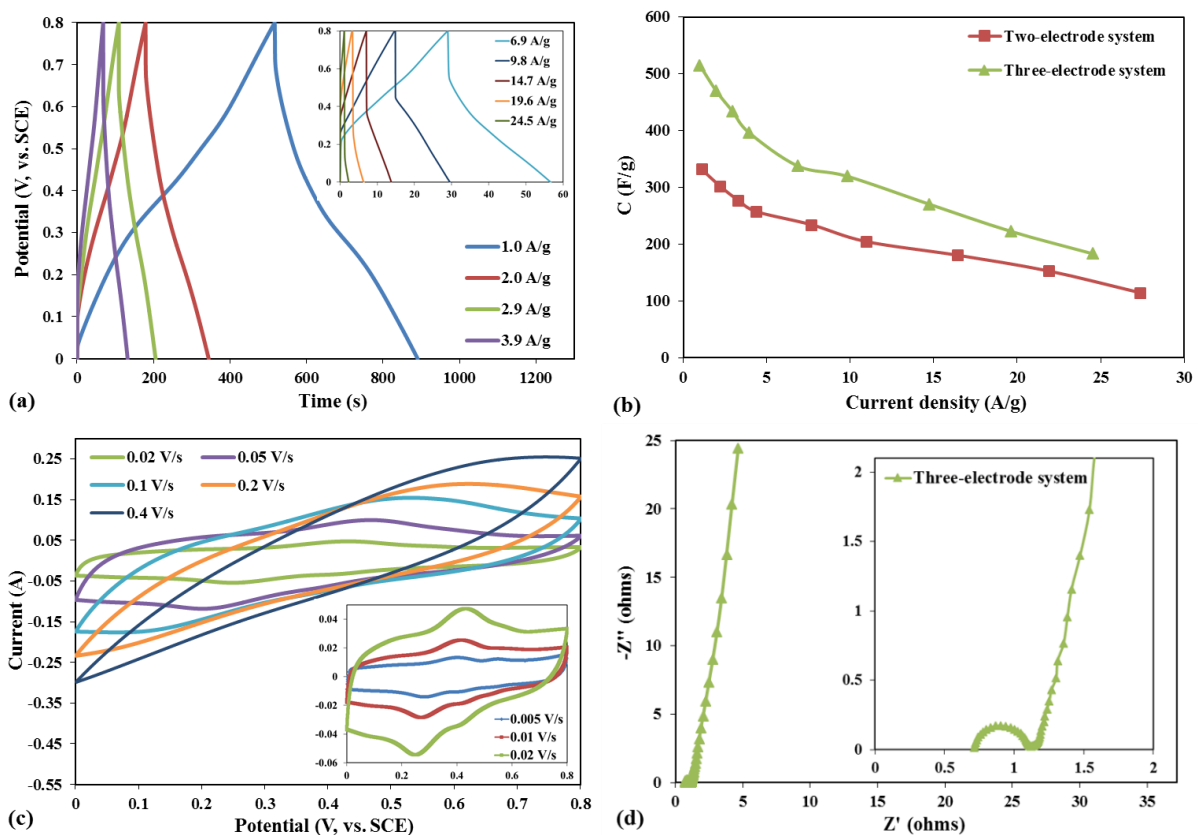 0.8
0.7
0.6
0.5
0.4
0.3
0.2
0.1
0
Potential (V, vs. SCE)
0 200 400 600 800 1000 1200
Time (s)
1.0 A/g
2.0 A/g
2.9 A/g
3.9 A/g
0.8
0.6
0.4
0.2
0
0 10 20 30 40 50 60
6.9 A/g
9.8 A/g
14.7 A/g
19.6 A/g
24.5 A/g
(a)
600
500
400
300
200
100
0
C (F/g)
0 5 10 15 20 25 30
Current density (A/g)
Two-electrode system
Three-electrode system
(b)
0.25
0.15
0.05
-0.05
-0.15
-0.25
-0.35
-0.45
-0.55
Current (A)
0 0.1 0.2 0.3 0.4 0.5 0.6 0.7 0.8
Potential (V, vs. SCE)
0.02 V/s 0.05 V/s
0.1 V/s 0.2 V/s
0.4 V/s
0.04
0.02
0
-0.02
-0.04
-0.06
0 0.2 0.4 0.6 0.8
0.005 V/s
0.01 V/s
0.02 V/s
(c)
25
20
15
10
5
0
-Z" (ohms)
0 5 10 15 20 25 30 35
Z' (ohms)
2
1.5
1
0.5
0
0 0.5 1 1.5 2
Three-electrode system
(d)